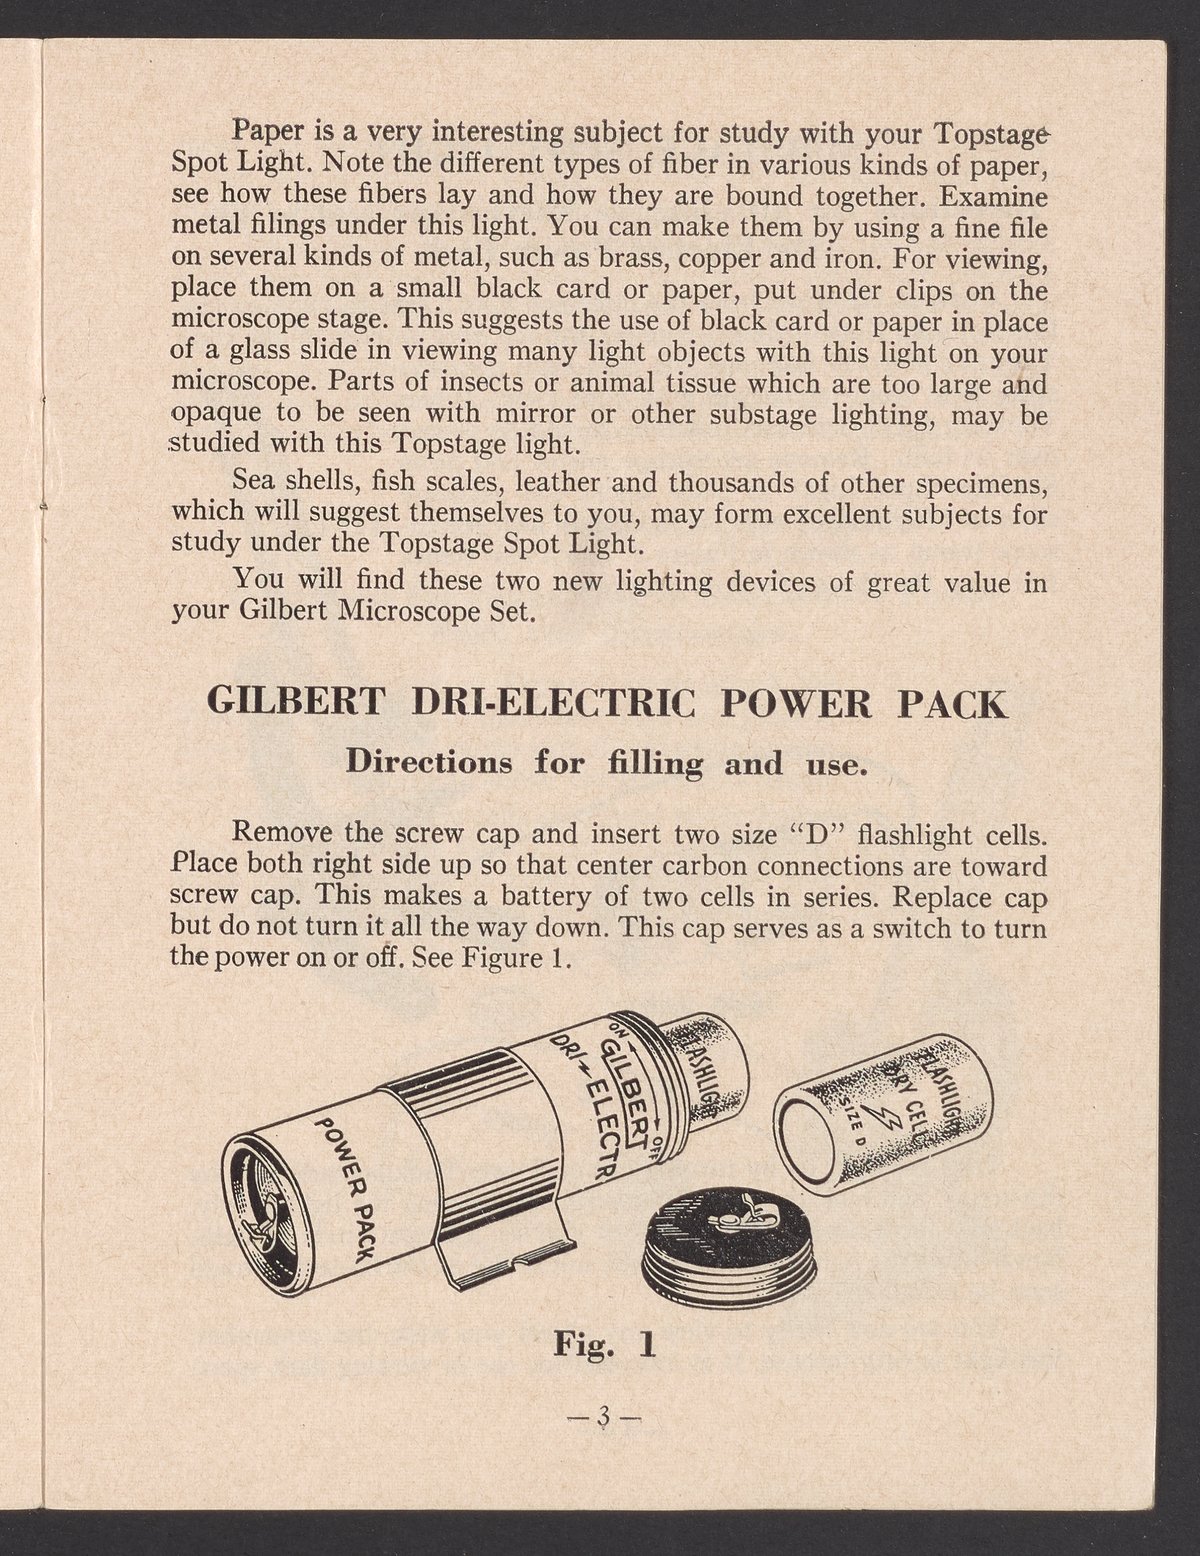 Paper is a very interesting subject for study with your Topstage
Spot Light. Note the different types of fiber in various kinds of paper,
see how these fibers lay and how they are bound together. Examine
metal filings under this light. You can make them by using a fine file
on several kinds of metal, such as brass, copper and iron. For viewing,
place them on a small black card or paper, put under clips on the
microscope stage. This suggests the use of black card or paper in place
of a glass slide in viewing many light objects with this light on your
microscope. Parts of insects or animal tissue which are too large and
opaque to be seen with mirror or other substage lighting, may be
studied with this Topstage light.
Sea shells, fish scales, leather and thousands of other specimens,
which will suggest themselves to you, may form excellent subjects for
study under the Topstage Spot Light.
You will find these two new lighting devices of great value in
your Gilbert Microscope Set.
GILBERT DRI-ELECTRIC POWER PACK
Directions for filling and use.
Remove the screw cap and insert two size “D” flashlight cells.
Place both right side up so that center carbon connections are toward
screw cap. This makes a battery of two cells in series. Replace cap
but do not turn it all the way down. This cap serves as a switch to turn
the power on or off. See Figure 1.
POWER PACK
DRI-ELECTR
GILBERT
ON
OFF
FLASHLIGH
FLASHLIGHT
DRY CELL
SIZE D
Fig. 1
— 3 —